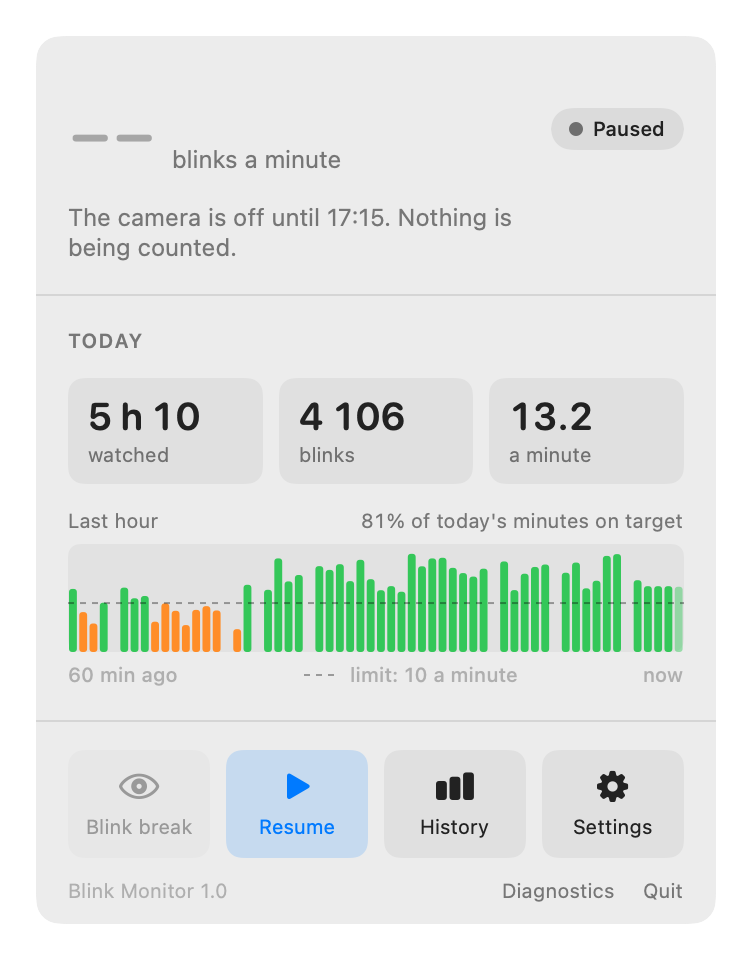 -- blinks a minute
Paused
The camera is off until 17:15. Nothing is
being counted.
TODAY
5 h 10
watched
4 106
blinks
13.2
a minute
Last hour
81% of today's minutes on target
60 min ago
--- limit: 10 a minute
now
Blink break
Resume
History
Settings
Blink Monitor 1.0
Diagnostics
Quit